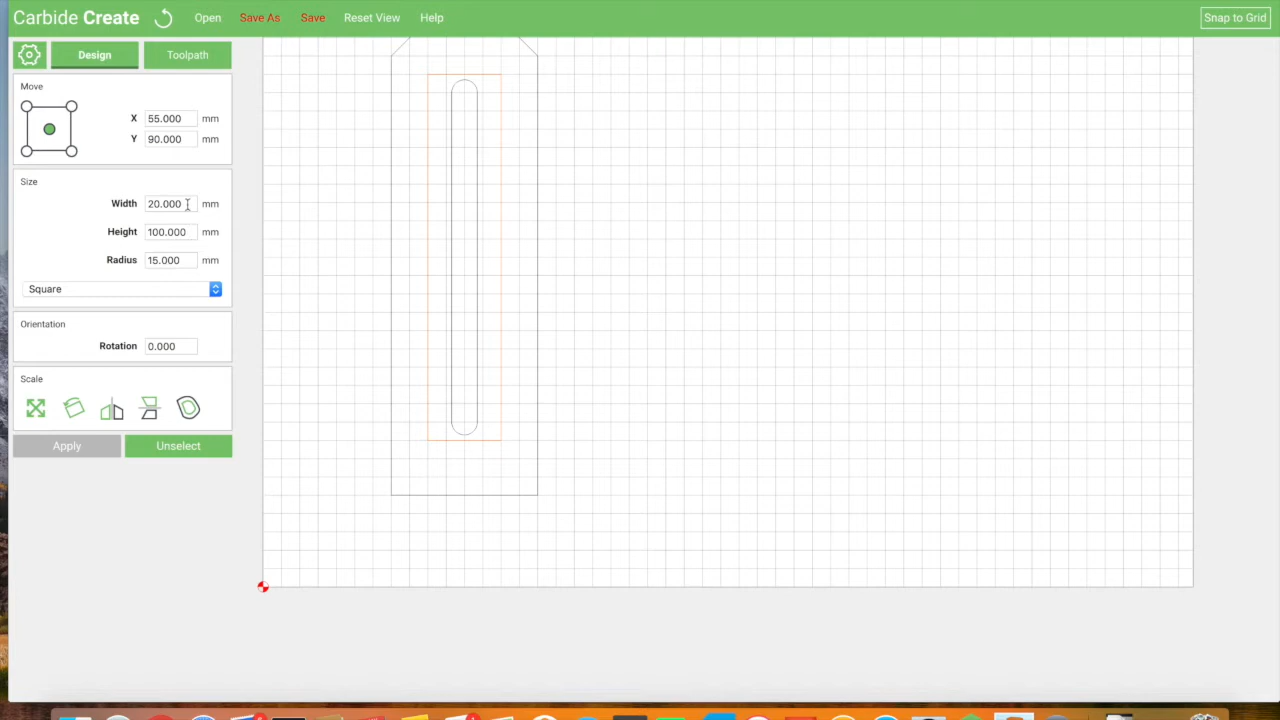 Carbide Create Open Save As Save Reset View Help Snap to Grid
Design Toolpath
Move
X 55.000 mm
Y 90.000 mm
Size
Width 20.000 mm
Height 100.000 mm
Radius 15.000 mm
Square
Orientation
Rotation 0.000
Scale
Apply Unselect